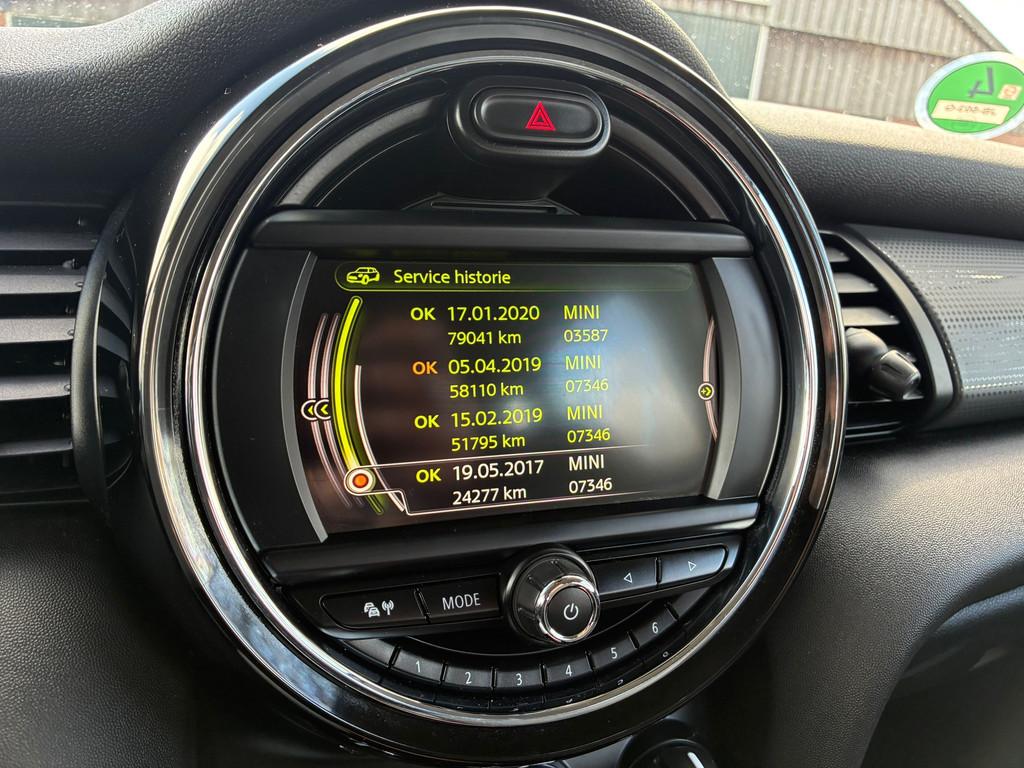 Service historie
OK 17.01.2020 MINI
79041 km 03587
OK 05.04.2019 MINI
58110 km 07346
OK 15.02.2019 MINI
51795 km 07346
OK 19.05.2017 MINI
24277 km 07346
MODE
1 2 3 4 5 6